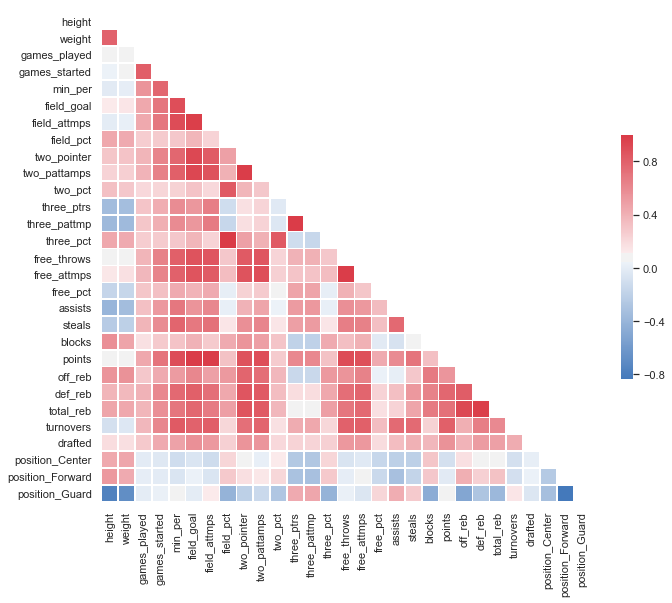 height
weight
games_played
games_started
min_per
field_goal
field_attmps
field_pct
two_pointer
two_pattamps
two_pct
three_ptrs
three_pattmp
three_pct
free_throws
free_attmps
free_pct
assists
steals
blocks
points
off_reb
def_reb
total_reb
turnovers
drafted
position_Center
position_Forward
position_Guard
height
weight
games_played
games_started
min_per
field_goal
field_attmps
field_pct
two_pointer
two_pattamps
two_pct
three_ptrs
three_pattmp
three_pct
free_throws
free_attmps
free_pct
assists
steals
blocks
points
off_reb
def_reb
total_reb
turnovers
drafted
position_Center
position_Forward
position_Guard
0.8
0.4
0.0
−0.4
−0.8